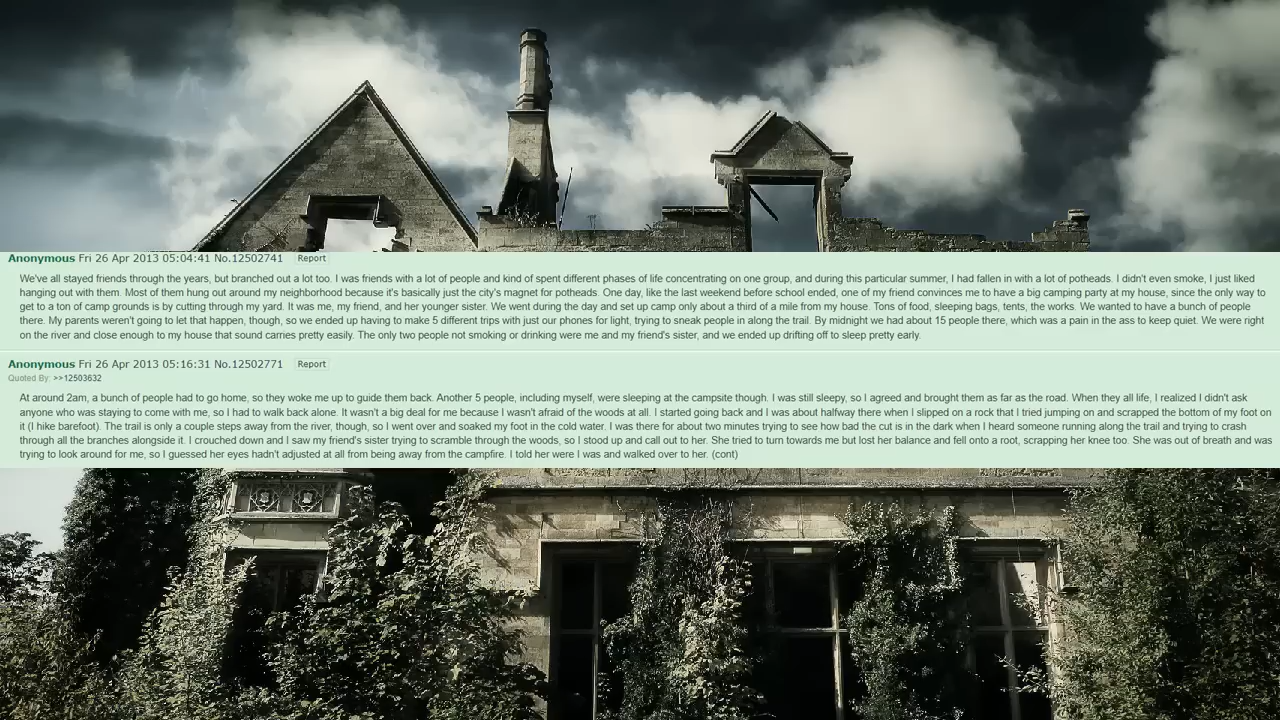 Anonymous Fri 26 Apr 2013 05:04:41 No.12502741 Report
We've all stayed friends through the years, but branched out a lot too. I was friends with a lot of people and kind of spent different phases of life concentrating on one group, and during this particular summer, I had fallen in with a lot of potheads. I didn't even smoke, I just liked
hanging out with them. Most of them hung out around my neighborhood because it's basically just the city's magnet for potheads. One day, like the last weekend before school ended, one of my friend convinces me to have a big camping party at my house, since the only way to
get to a ton of camp grounds is by cutting through my yard. It was me, my friend, and her younger sister. We went during the day and set up camp only about a third of a mile from my house. Tons of food, sleeping bags, tents, the works. We wanted to have a bunch of people
there. My parents weren't going to let that happen, though, so we ended up having to make 5 different trips with just our phones for light, trying to sneak people in along the trail. By midnight we had about 15 people there, which was a pain in the ass to keep quiet. We were right
on the river and close enough to my house that sound carries pretty easily. The only two people not smoking or drinking were me and my friend's sister, and we ended up drifting off to sleep pretty early.
Anonymous Fri 26 Apr 2013 05:16:31 No.12502771 Report
Quoted By: >>12503632
At around 2am, a bunch of people had to go home, so they woke me up to guide them back. Another 5 people, including myself, were sleeping at the campsite though. I was still sleepy, so I agreed and brought them as far as the road. When they all life, I realized I didn't ask
anyone who was staying to come with me, so I had to walk back alone. It wasn't a big deal for me because I wasn't afraid of the woods at all. I started going back and I was about halfway there when I slipped on a rock that I tried jumping on and scrapped the bottom of my foot on
it (I hike barefoot). The trail is only a couple steps away from the river, though, so I went over and soaked my foot in the cold water. I was there for about two minutes trying to see how bad the cut is in the dark when I heard someone running along the trail and trying to crash
through all the branches alongside it. I crouched down and I saw my friend's sister trying to scramble through the woods, so I stood up and call out to her. She tried to turn towards me but lost her balance and fell onto a root, scrapping her knee too. She was out of breath and was
trying to look around for me, so I guessed her eyes hadn't adjusted at all from being away from the campfire. I told her were I was and walked over to her. (cont)